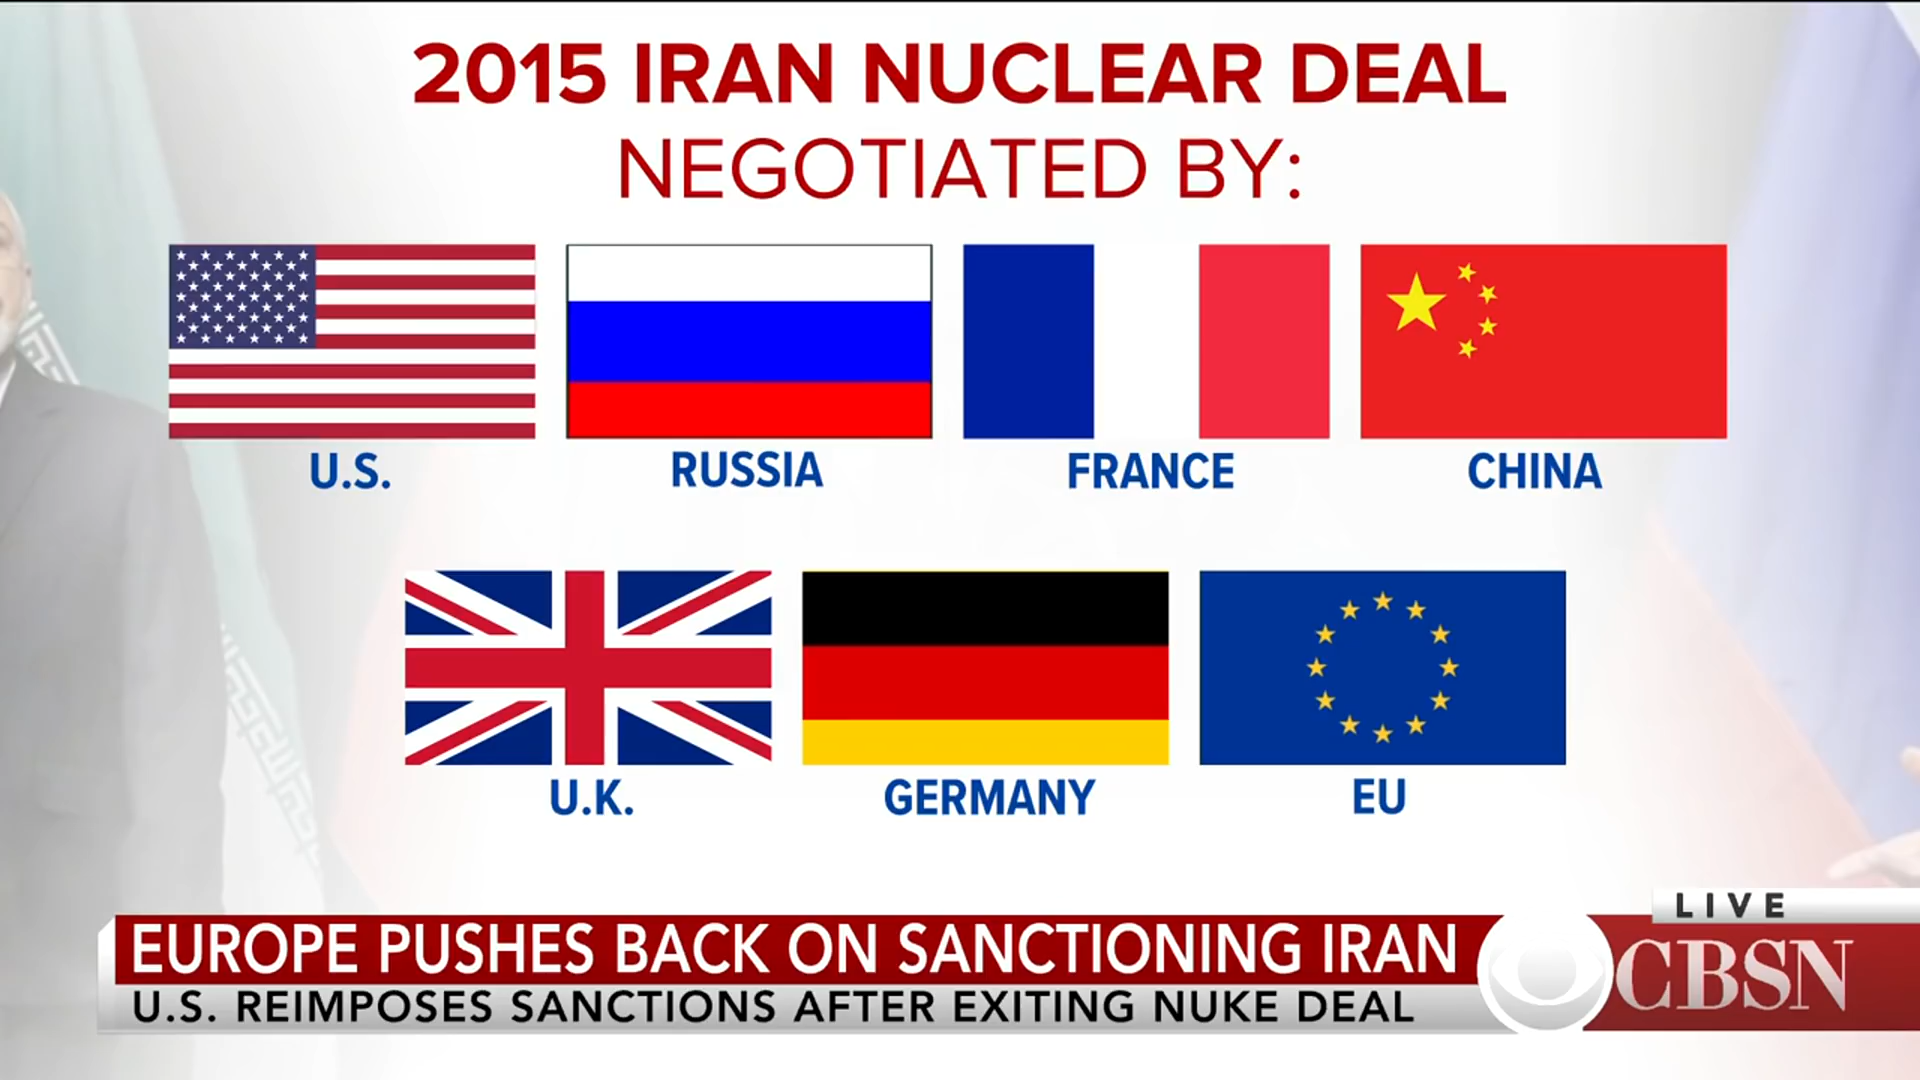 2015 IRAN NUCLEAR DEAL
NEGOTIATED BY:
U.S. RUSSIA FRANCE CHINA
U.K. GERMANY EU
LIVE
EUROPE PUSHES BACK ON SANCTIONING IRAN
CBSN
U.S. REIMPOSES SANCTIONS AFTER EXITING NUKE DEAL